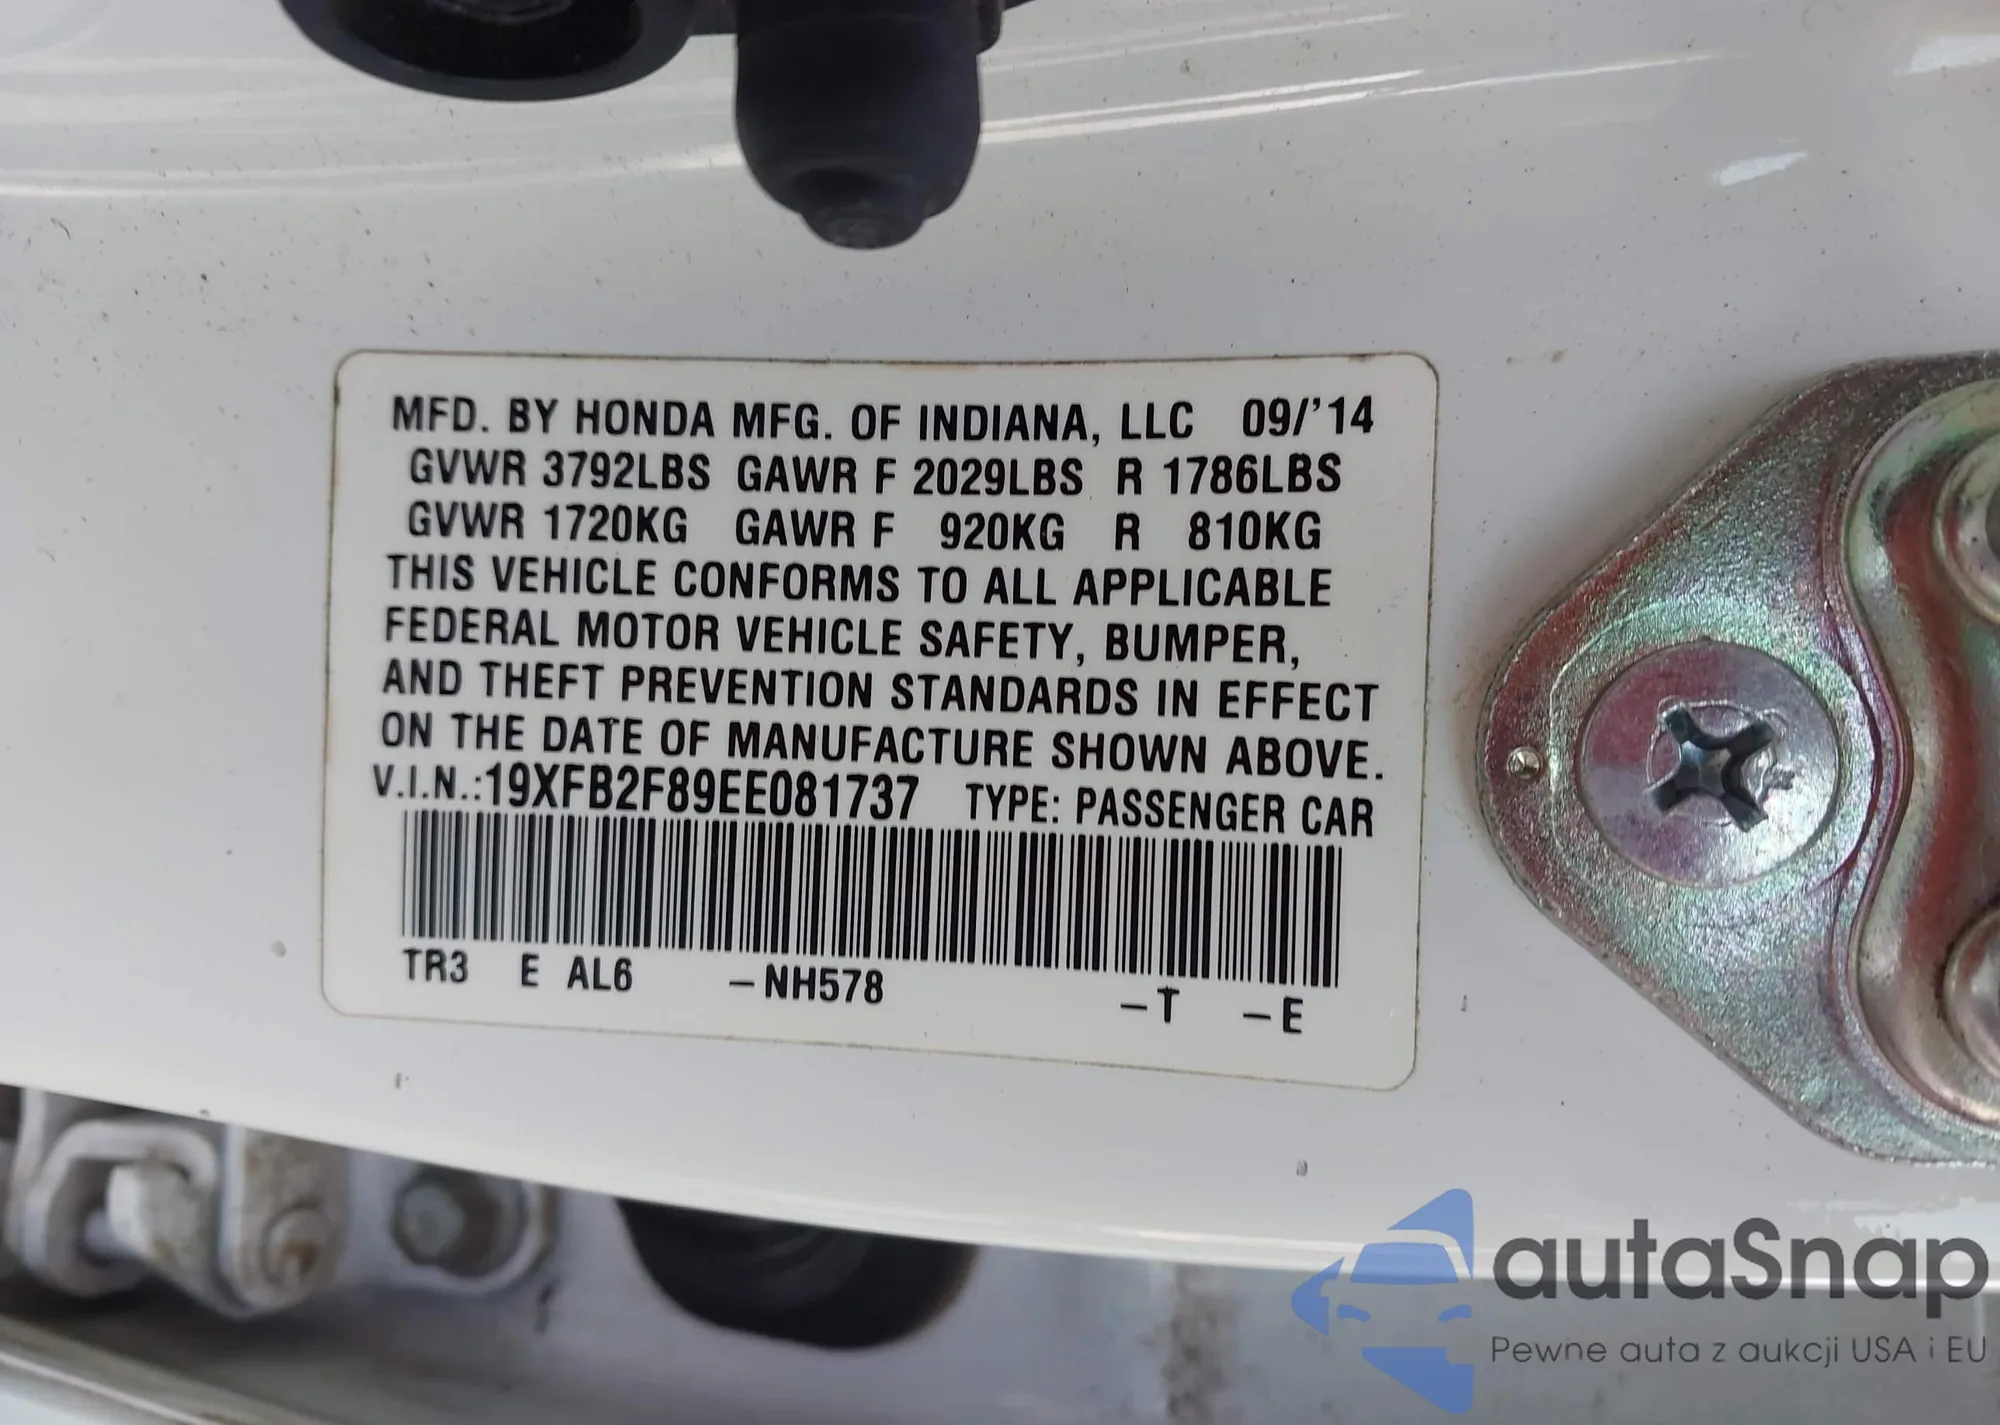 MFD. BY HONDA MFG. OF INDIANA, LLC 09/'14
GVWR 3792LBS GAWR F 2029LBS R 1786LBS
GVWR 1720KG GAWR F 920KG R 810KG
THIS VEHICLE CONFORMS TO ALL APPLICABLE
FEDERAL MOTOR VEHICLE SAFETY, BUMPER,
AND THEFT PREVENTION STANDARDS IN EFFECT
ON THE DATE OF MANUFACTURE SHOWN ABOVE.
V.I.N.:19XFB2F89EE081737 TYPE: PASSENGER CAR
TR3 E AL6 –NH578 –T –E
autaSnap
Pewne auta z aukcji USA i EU